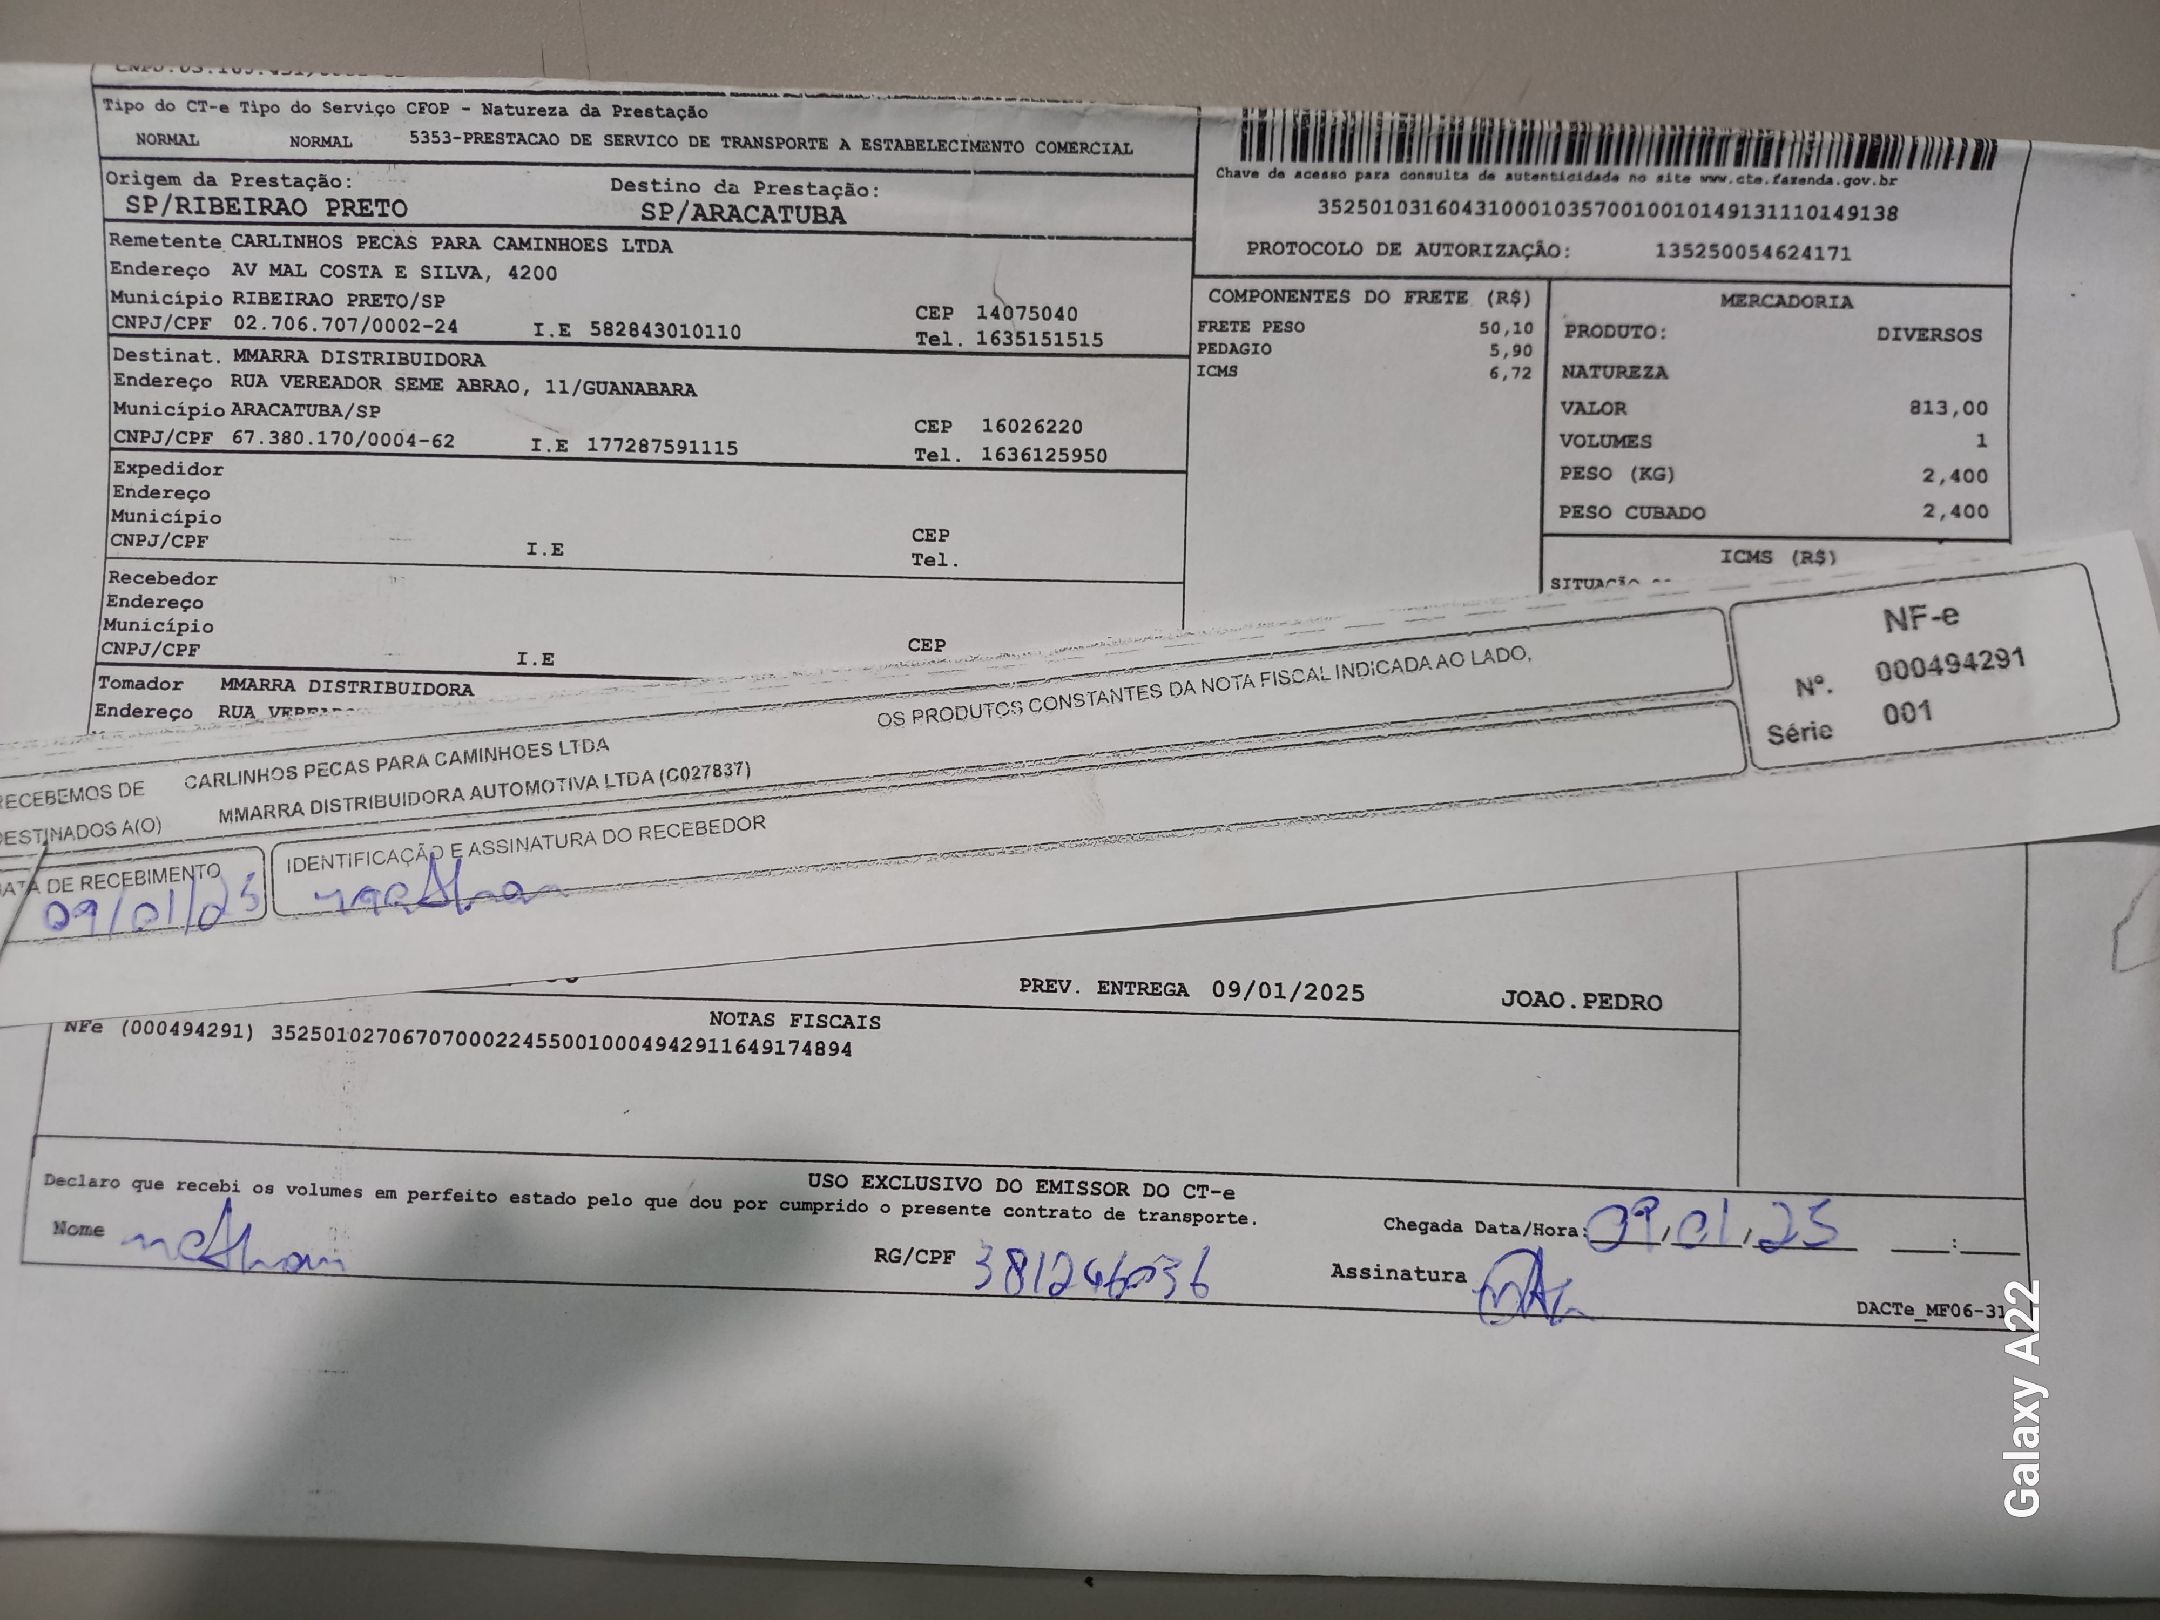 Tipo do CT-e Tipo do Serviço CFOP - Natureza da Prestação
NORMAL NORMAL 5353-PRESTACAO DE SERVICO DE TRANSPORTE A ESTABELECIMENTO COMERCIAL
Origem da Prestação: Destino da Prestação:
SP/RIBEIRAO PRETO SP/ARACATUBA
Remetente CARLINHOS PECAS PARA CAMINHOES LTDA
Endereço AV MAL COSTA E SILVA, 4200
Município RIBEIRAO PRETO/SP CEP 14075040
CNPJ/CPF 02.706.707/0002-24 I.E 582843010110 Tel. 1635151515
Destinat. MMARRA DISTRIBUIDORA
Endereço RUA VEREADOR SEME ABRAO, 11/GUANABARA
Município ARACATUBA/SP CEP 16026220
CNPJ/CPF 67.380.170/0004-62 I.E 177287591115 Tel. 1636125950
Expedidor
Endereço
Município CEP
CNPJ/CPF I.E Tel.
Recebedor
Endereço
Município CEP
CNPJ/CPF I.E
Tomador MMARRA DISTRIBUIDORA
Endereço RUA
Chave de acesso para consulta de autenticidade no site www.cte.fazenda.gov.br
35250103160431000103570010010149131110149138
PROTOCOLO DE AUTORIZAÇÃO: 135250054624171
COMPONENTES DO FRETE (R$)
FRETE PESO 50,10
PEDAGIO 5,90
ICMS 6,72
MERCADORIA
PRODUTO: DIVERSOS
NATUREZA
VALOR 813,00
VOLUMES 1
PESO (KG) 2,400
PESO CUBADO 2,400
ICMS (R$)
RECEBEMOS DE CARLINHOS PECAS PARA CAMINHOES LTDA OS PRODUTOS CONSTANTES DA NOTA FISCAL INDICADA AO LADO,
DESTINADOS A(O) MMARRA DISTRIBUIDORA AUTOMOTIVA LTDA (C027837)
DATA DE RECEBIMENTO IDENTIFICAÇÃO E ASSINATURA DO RECEBEDOR
09/01/25
NF-e
Nº. 000494291
Série 001
PREV. ENTREGA 09/01/2025 JOAO.PEDRO
NOTAS FISCAIS
NFe (000494291) 35250102706707000224550010004942911649174894
USO EXCLUSIVO DO EMISSOR DO CT-e
Declaro que recebi os volumes em perfeito estado pelo que dou por cumprido o presente contrato de transporte.
Chegada Data/Hora: 09,01,25 __:__
Nome RG/CPF 381246036 Assinatura
DACTe_MF06-31
Galaxy A22